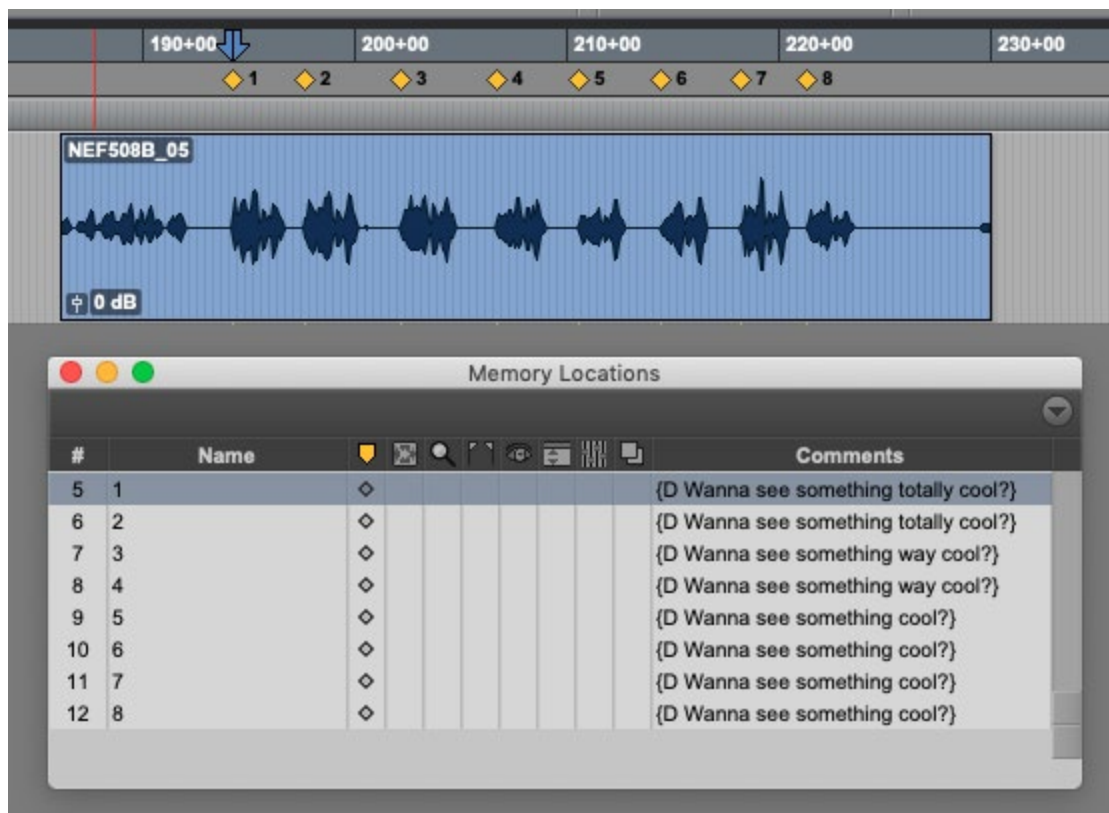 190+00 200+00 210+00 220+00 230+00
1 2 3 4 5 6 7 8
NEF508B_05
0 dB
Memory Locations
# Name Comments
5 1 {D Wanna see something totally cool?}
6 2 {D Wanna see something totally cool?}
7 3 {D Wanna see something way cool?}
8 4 {D Wanna see something way cool?}
9 5 {D Wanna see something cool?}
10 6 {D Wanna see something cool?}
11 7 {D Wanna see something cool?}
12 8 {D Wanna see something cool?}